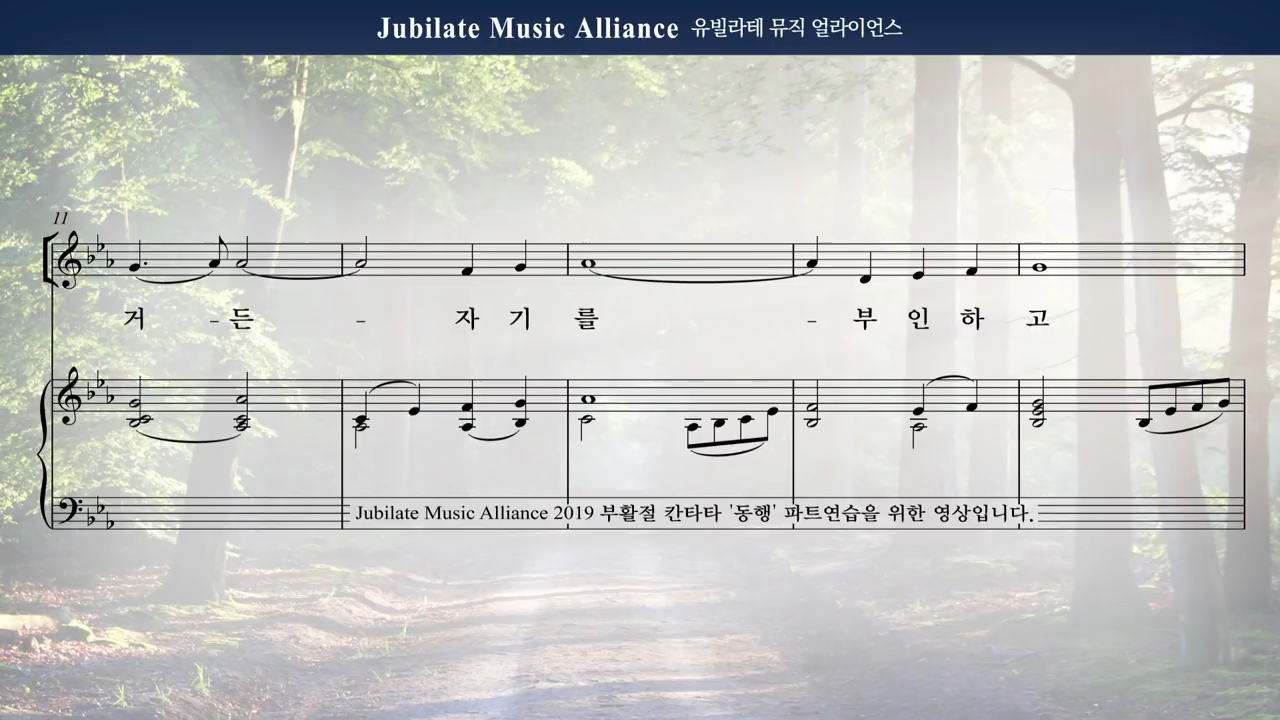 Jubilate Music Alliance 유빌라테 뮤직 얼라이언스
11
거 - 든 - 자 기 를 - 부 인 하 고
Jubilate Music Alliance 2019 부활절 칸타타 '동행' 파트연습을 위한 영상입니다.